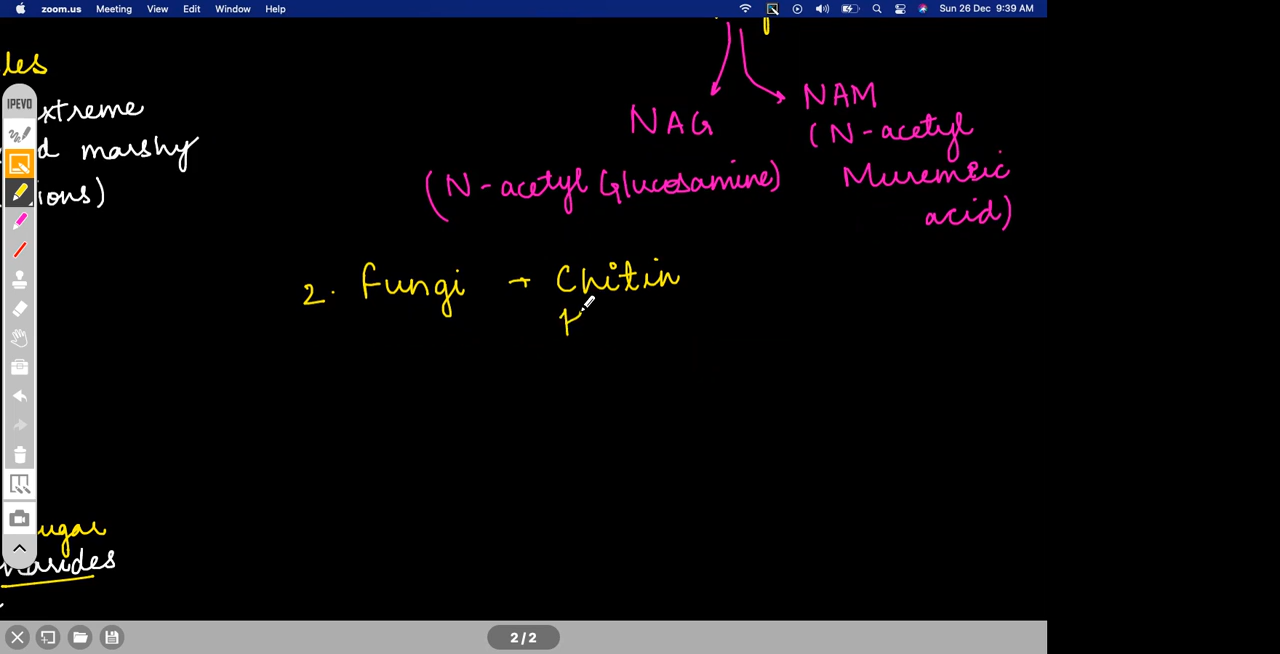 zoom.us Meeting View Edit Window Help Sun 26 Dec 9:39 AM
les
IPEVO
xtreme
d marshy
ions)
NAG
(N-acetyl Glucosamine)
NAM
(N-acetyl
Muremic
acid)
2. Fungi → Chitin
ugar
arides
2/2